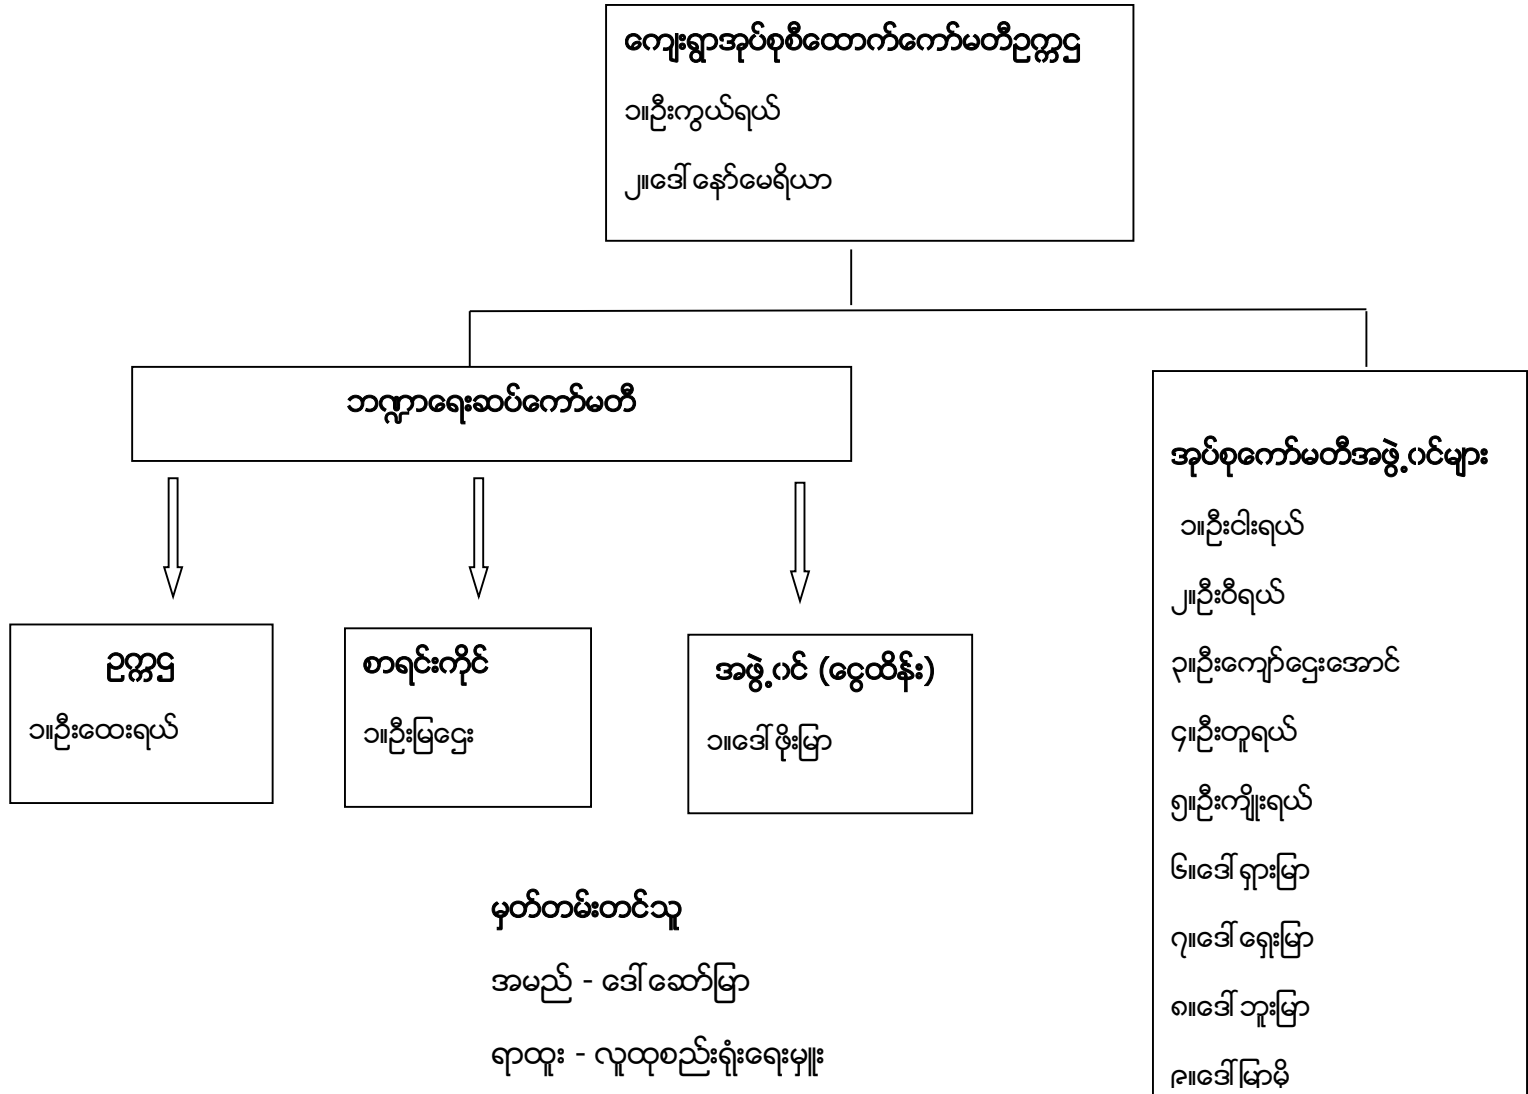 ကျေးရွာအုပ်စုစီထောက်ကော်မတီဥက္ကဌ
၁။ဦးကွယ်ရယ်
၂။ဒေါ်နော်မေရိယာ
ဘဏ္ဍာရေးဆပ်ကော်မတီ
ဥက္ကဌ
၁။ဦးထေးရယ်
စာရင်းကိုင်
၁။ဦးမြဌေး
အဖွဲ့ဝင် (ငွေထိန်း)
၁။ဒေါ်ဖိုးမြာ
အုပ်စုကော်မတီအဖွဲ့ဝင်များ
၁။ဦးငါးရယ်
၂။ဦးဝီရယ်
၃။ဦးကျော်ဌေးအောင်
၄။ဦးတူရယ်
၅။ဦးကျိုးရယ်
၆။ဒေါ်ရှားမြာ
၇။ဒေါ်ရှေးမြာ
၈။ဒေါ်ဘူးမြာ
၉။ဒေါ်မြာမို
မှတ်တမ်းတင်သူ
အမည် - ဒေါ်ဆော်မြာ
ရာထူး - လူထုစည်းရုံးရေးမှူး